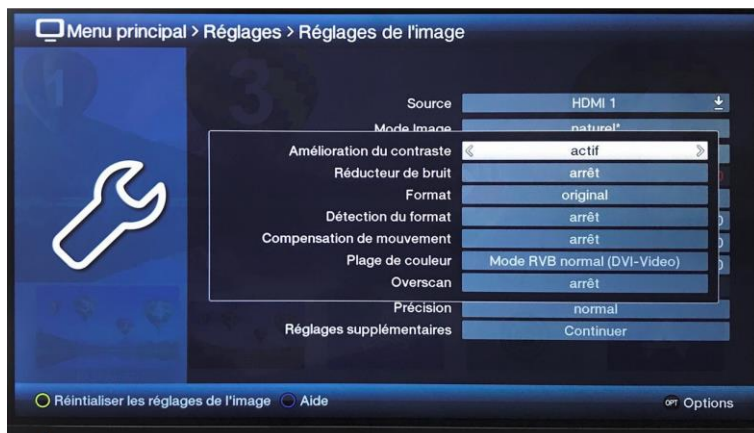 Menu principal > Réglages > Réglages de l'image
Source HDMI 1
Mode Image naturel*
Amélioration du contraste actif
Réducteur de bruit arrêt
Format original
Détection du format arrêt
Compensation de mouvement arrêt
Plage de couleur Mode RVB normal (DVI-Video)
Overscan arrêt
Précision normal
Réglages supplémentaires Continuer
Réintialiser les réglages de l'image Aide OPT Options